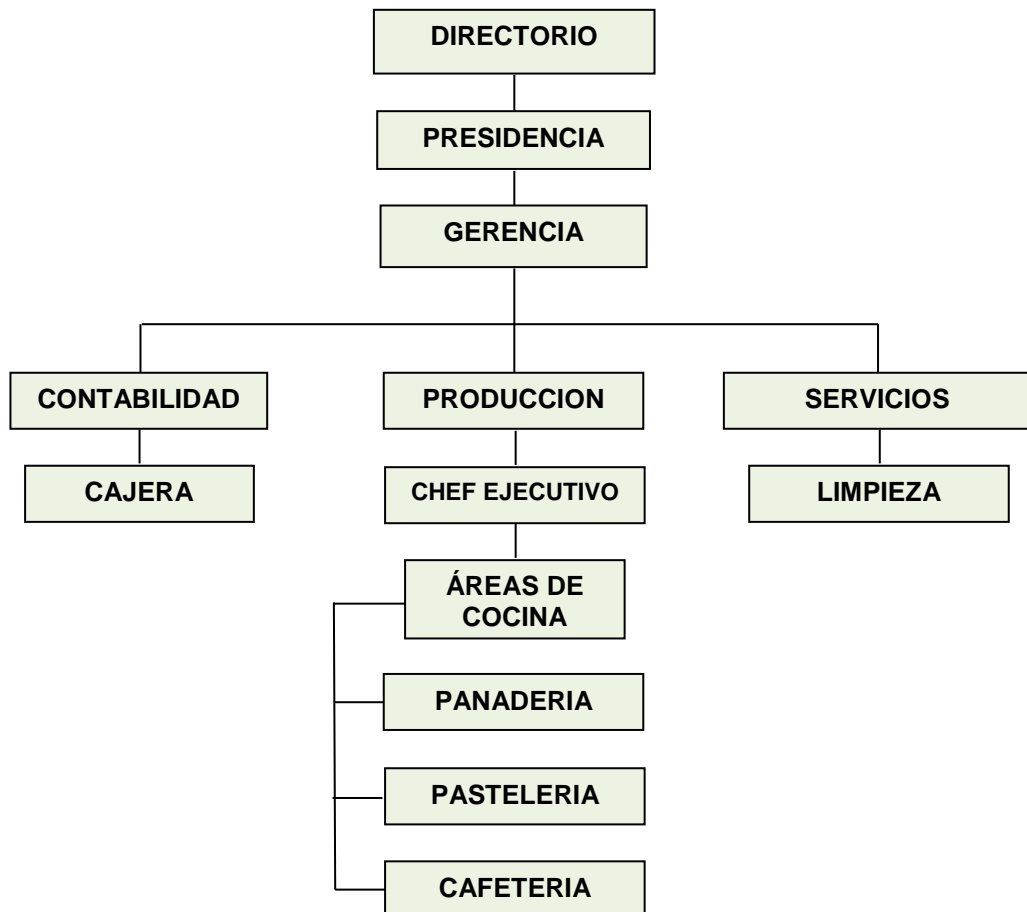 DIRECTORIO
PRESIDENCIA
GERENCIA
CONTABILIDAD
PRODUCCION
SERVICIOS
CAJERA
CHEF EJECUTIVO
LIMPIEZA
ÁREAS DE
COCINA
PANADERIA
PASTELERIA
CAFETERIA